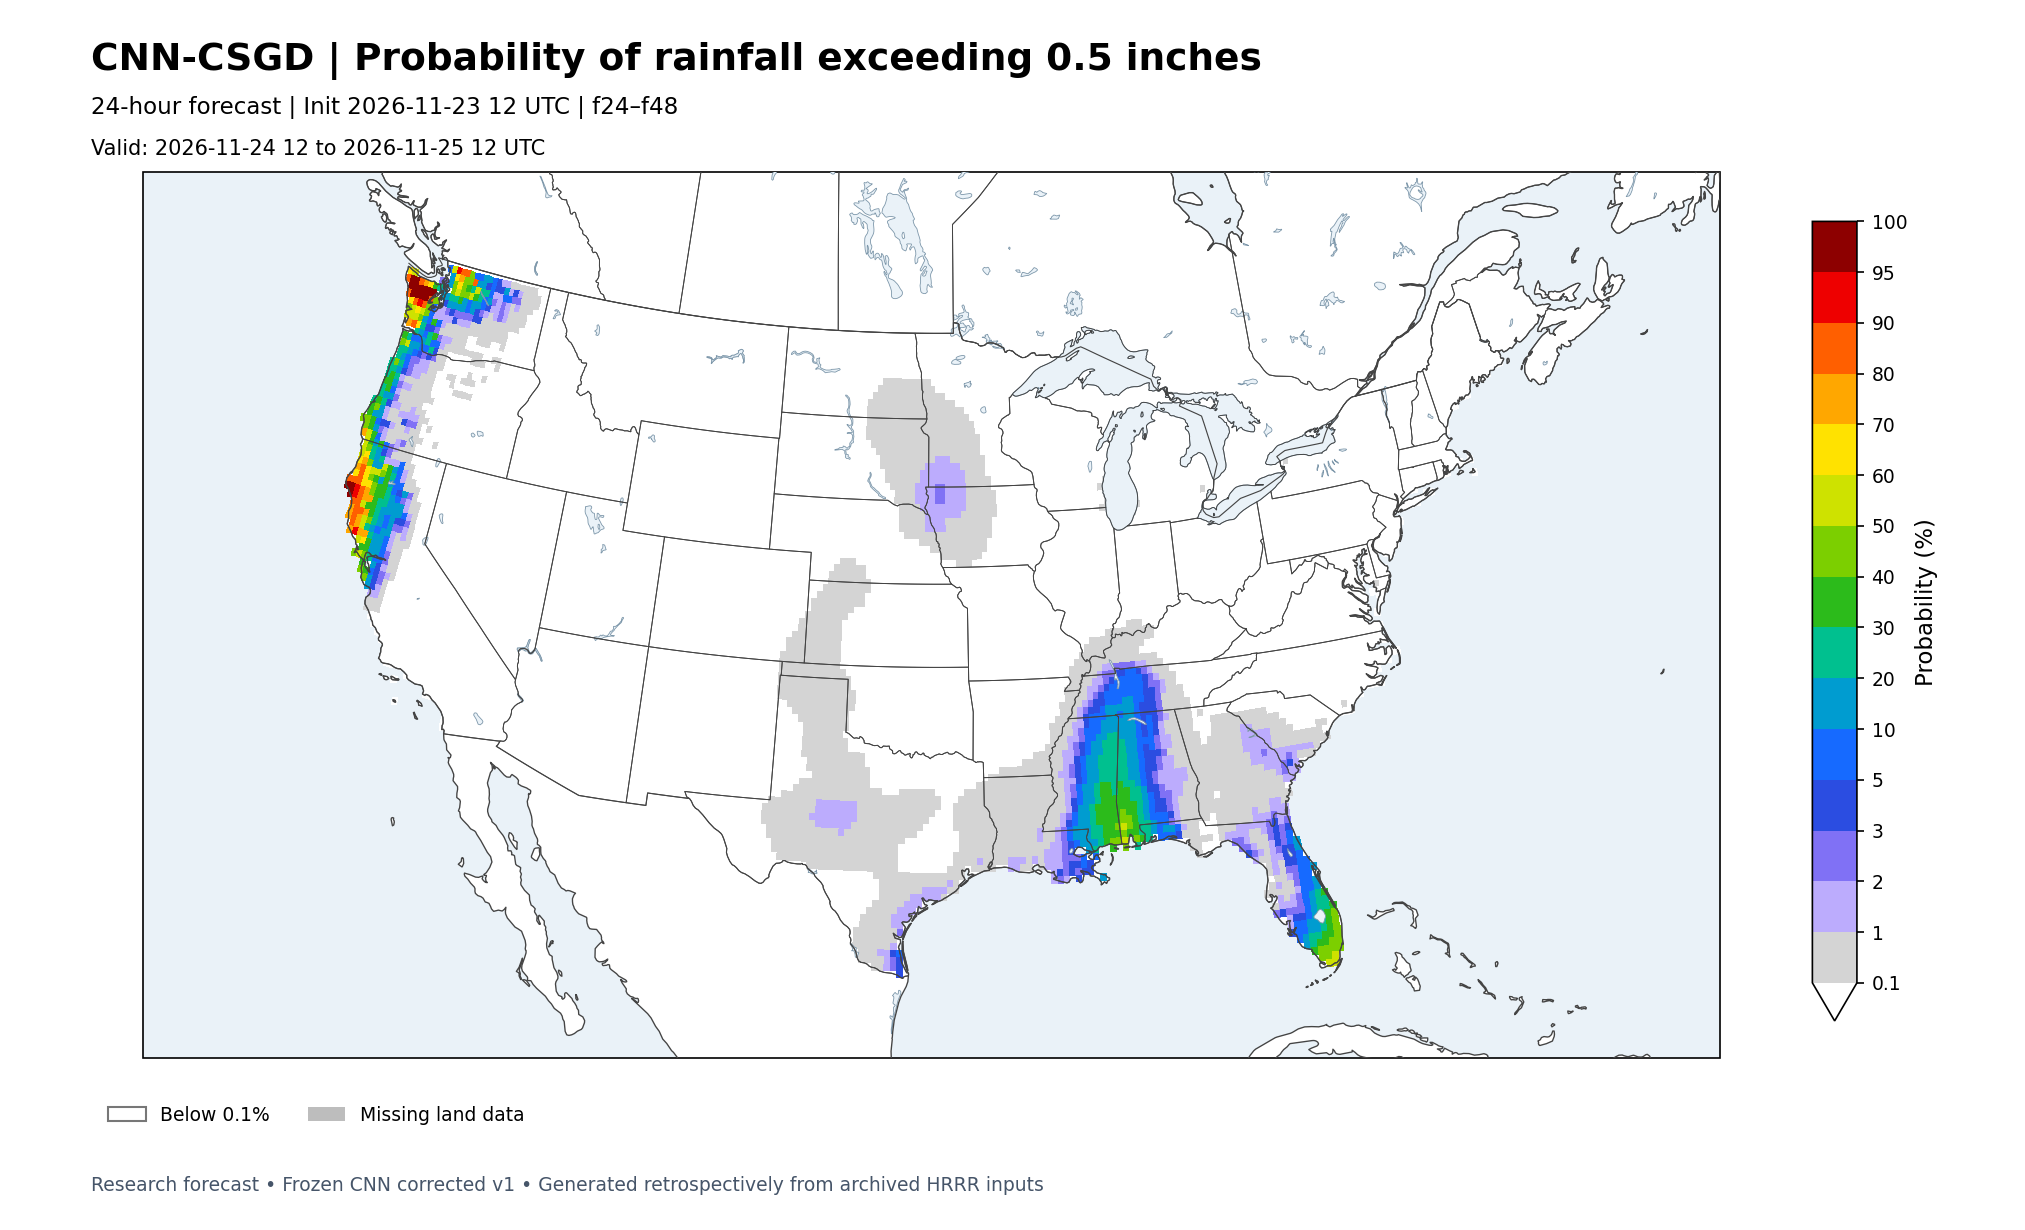 CNN-CSGD | Probability of rainfall exceeding 0.5 inches
24-hour forecast | Init 2026-11-23 12 UTC | f24–f48
Valid: 2026-11-24 12 to 2026-11-25 12 UTC
100
95
90
80
70
60
50
40
30
20
10
5
3
2
1
0.1
Probability (%)
Below 0.1%
Missing land data
Research forecast • Frozen CNN corrected v1 • Generated retrospectively from archived HRRR inputs